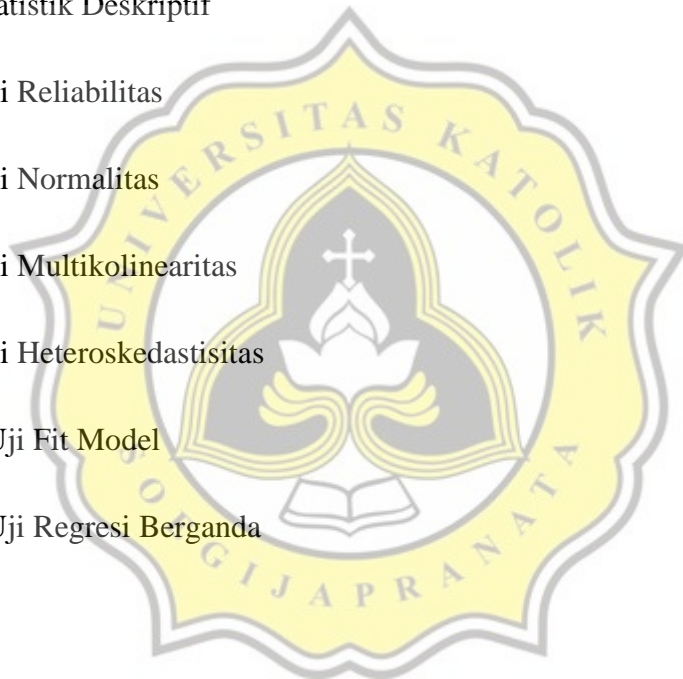 atistik Deskriptif
i Reliabilitas
i Normalitas
i Multikolinearitas
i Heteroskedastisitas
Uji Fit Model
Uji Regresi Berganda
UNIVERSITAS KATOLIK
SOEGIJAPRANATA